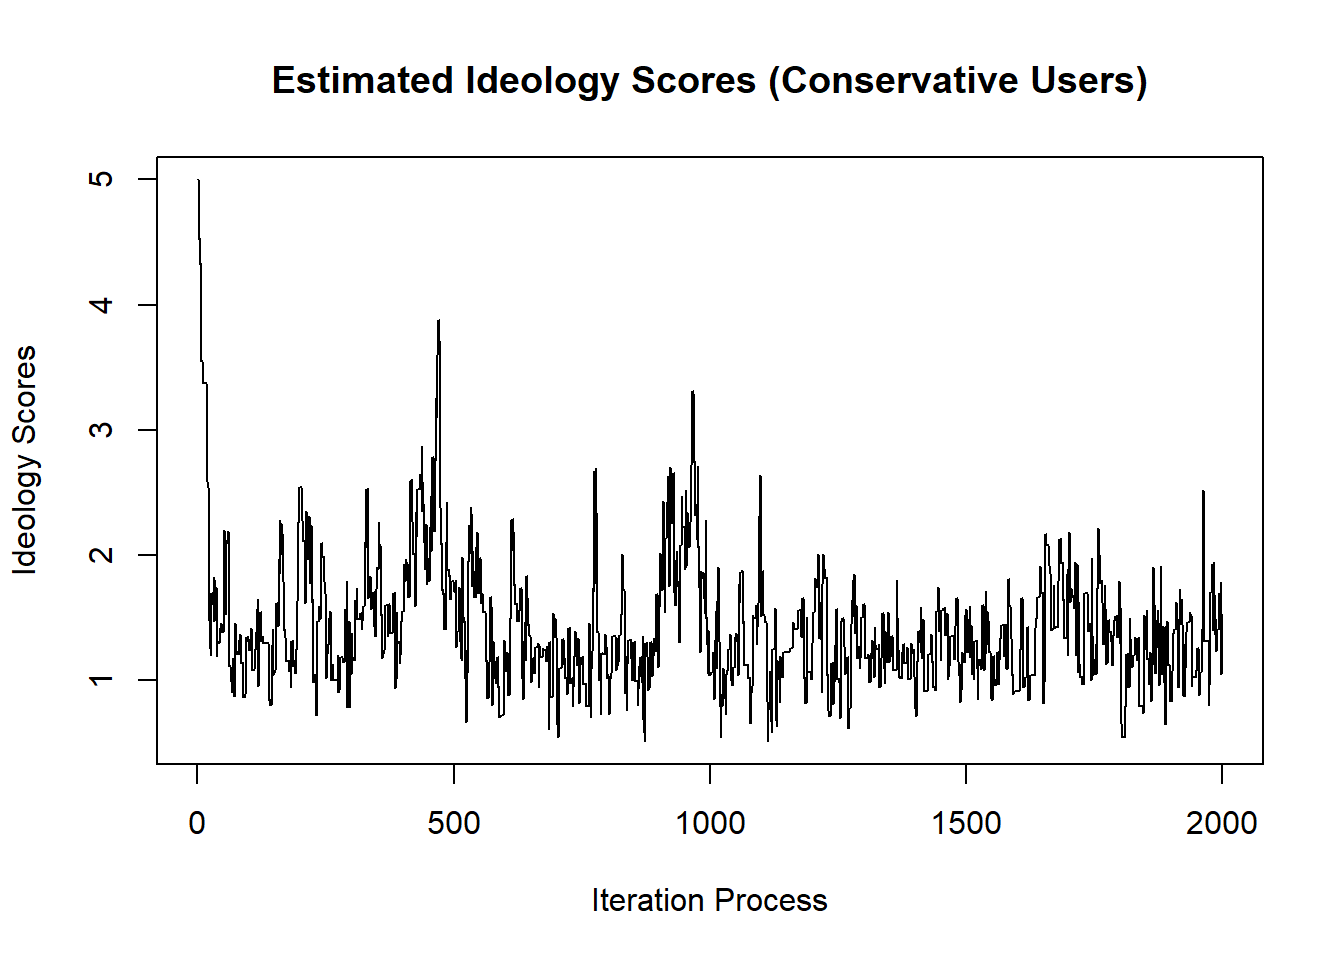 Estimated Ideology Scores (Conservative Users)
Ideology Scores
5
4
3
2
1
0 500 1000 1500 2000
Iteration Process